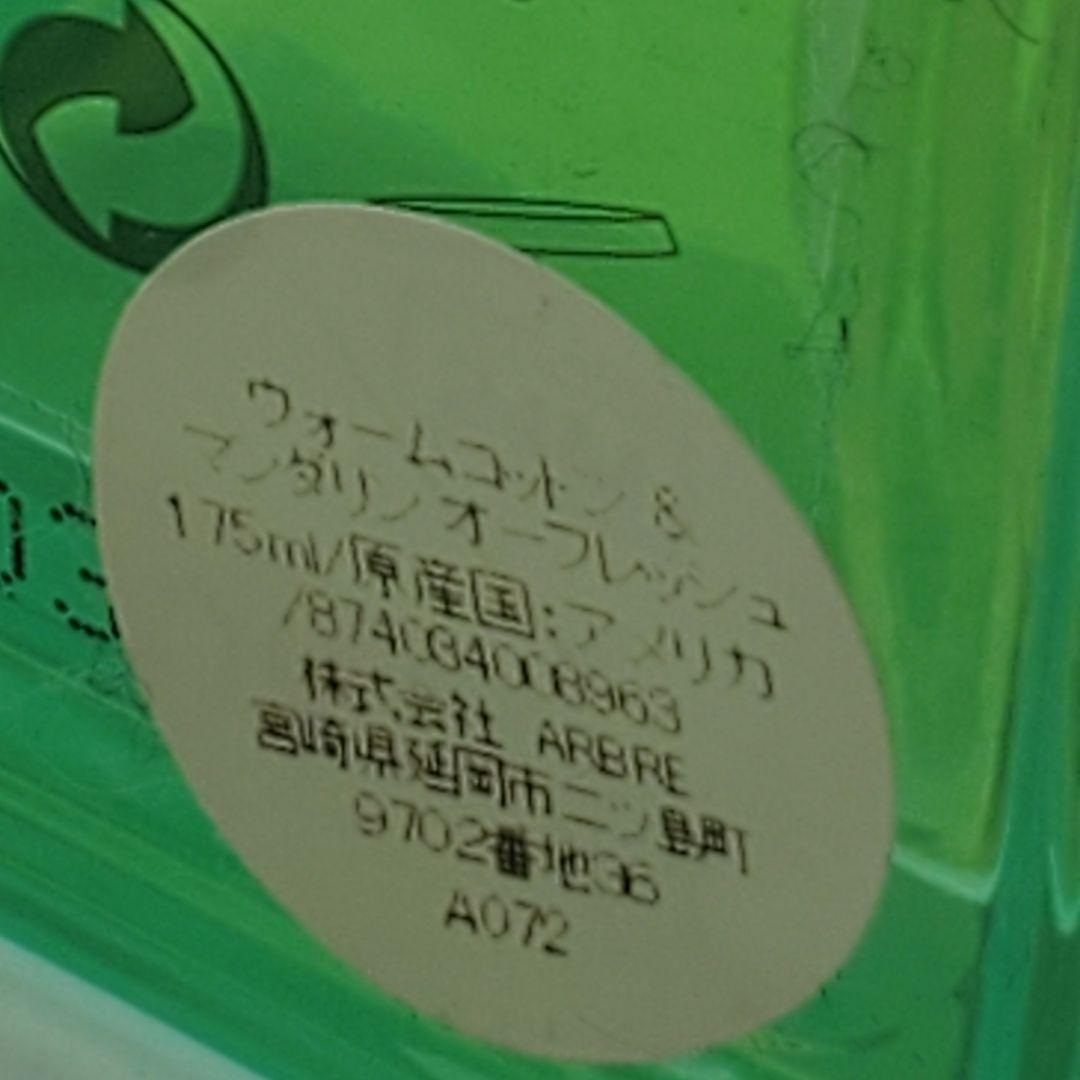 ウォームコットン &
マンダリンオーフレッシュ
175ml/原産国:アメリカ
/874034008963
株式会社 ARBRE
宮崎県延岡市二ツ島町
9702番地36
A072